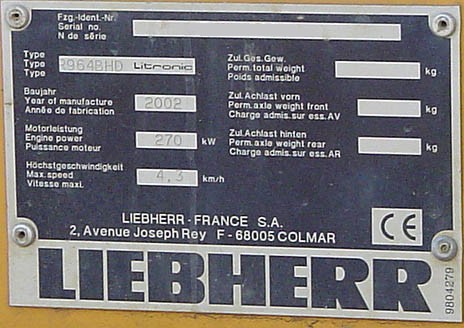 Fzg.-Ident.-Nr.
Serial no.
N de série
Type
Type
Type
R964BHD Litronic
Baujahr
Year of manufacture
Année de fabrication
2002
Motorleistung
Engine power
Puissance moteur
270 kW
Höchstgeschwindigkeit
Max.speed
Vitesse maxi.
4,3 km/h
Zul.Ges.Gew.
Perm.total weight
Poids admissible
kg
Zul.Achlast vorn
Perm.axle weight front
Charge admis.sur ess.AV
kg
Zul.Achlast hinten
Perm.axle weight rear
Charge admis.sur ess.AR
kg
LIEBHERR-FRANCE S.A.
2, Avenue Joseph Rey F-68005 COLMAR
CE
LIEBHERR
9804279